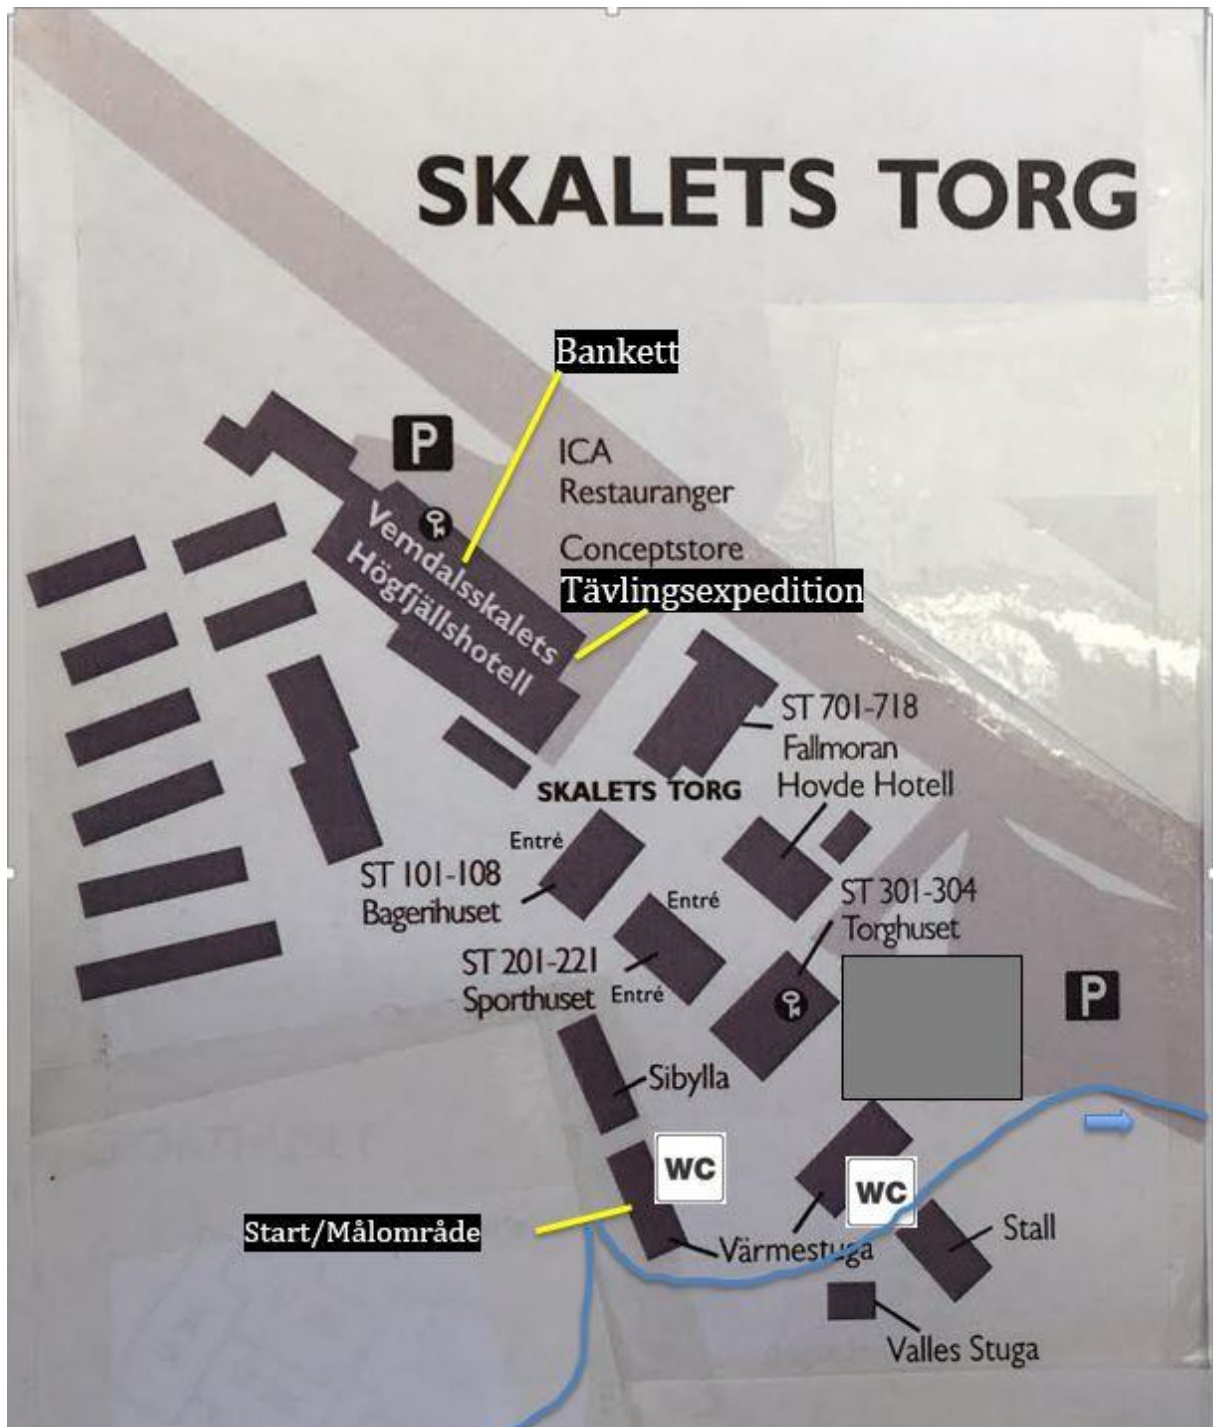 SKALETS TORG
Bankett
P
ICA
Restauranger
Conceptstore
Tävlingsexpedition
Vemdalsskalets
Högfjällshotell
ST 701-718
Fallmoran
Hovde Hotell
SKALETS TORG
Entré
ST 101-108
Bagerihuset
Entré
ST 301-304
Torghuset
ST 201-221
Sporthuset
Entré
P
Sibylla
WC
WC
Start/Målområde
Värmestuga
Stall
Valles Stuga